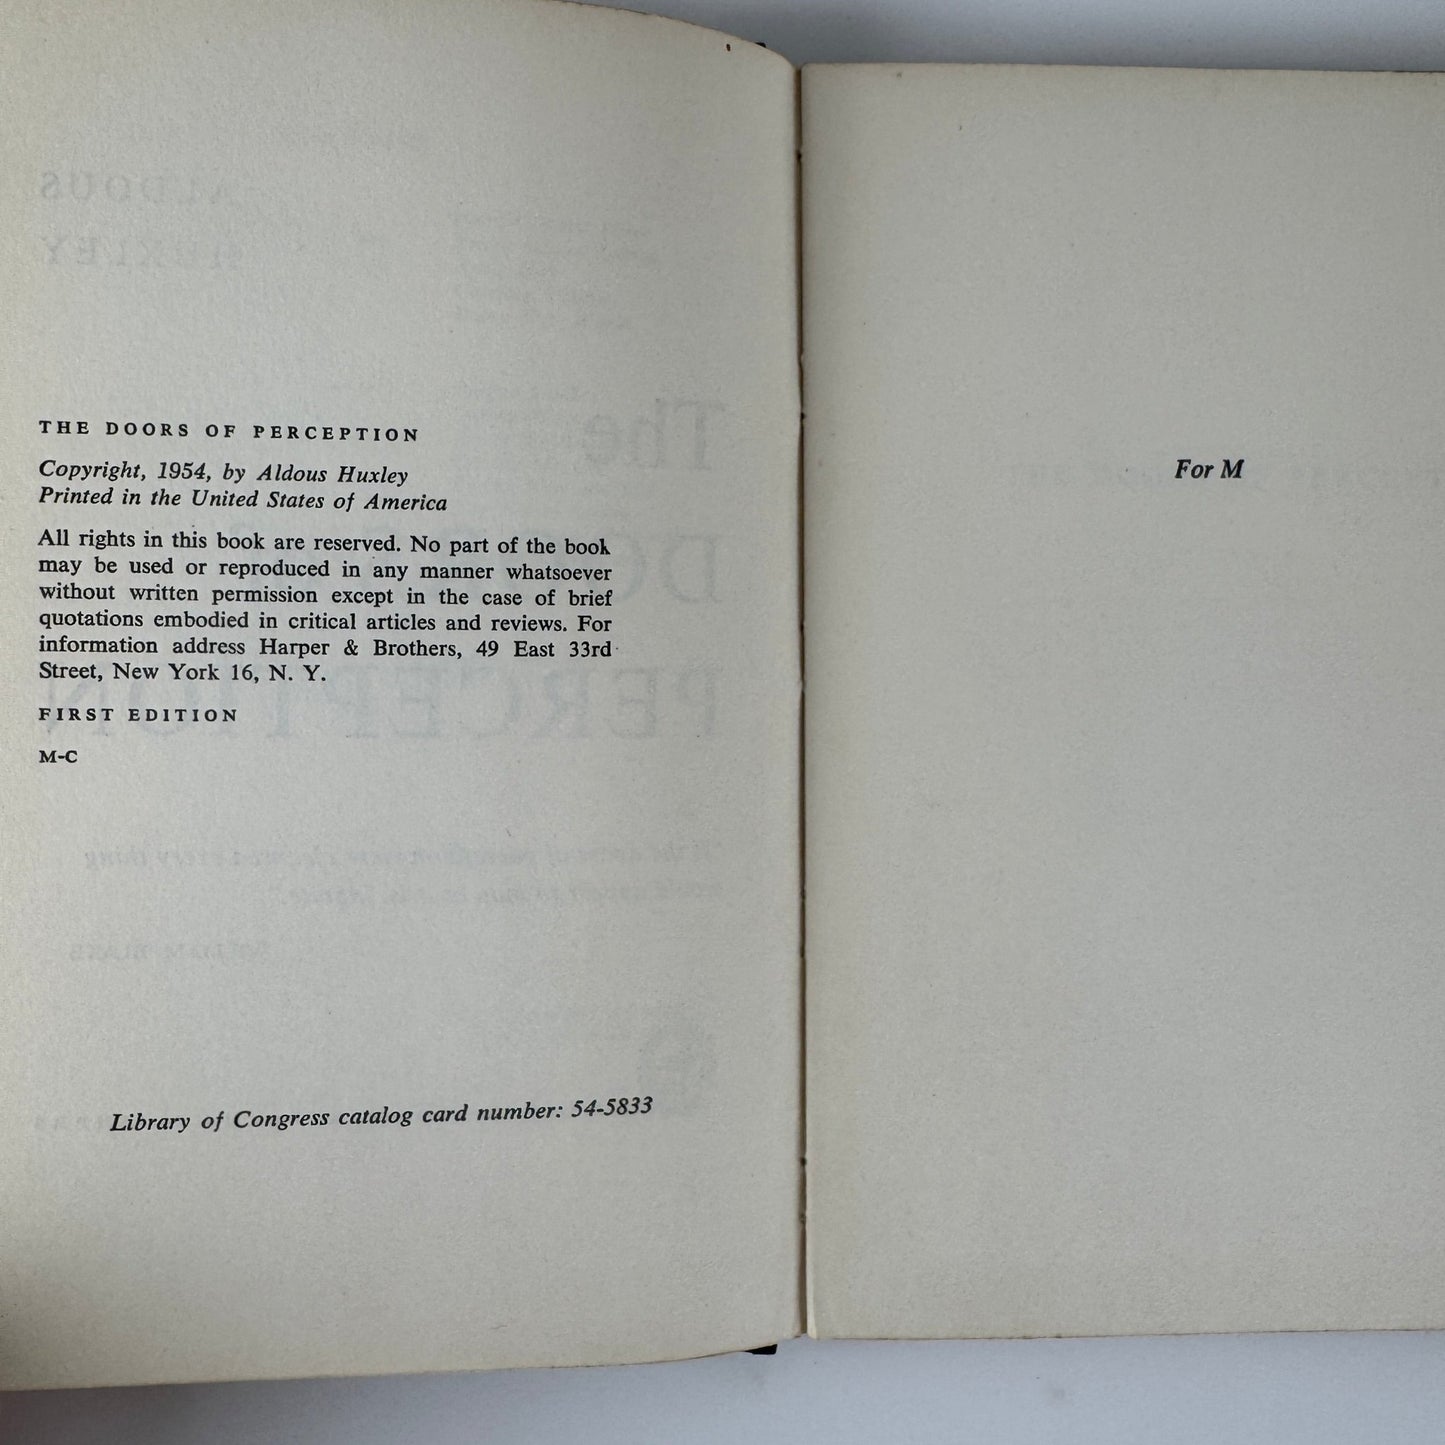 THE DOORS OF PERCEPTION
Copyright, 1954, by Aldous Huxley
Printed in the United States of America
All rights in this book are reserved. No part of the book
may be used or reproduced in any manner whatsoever
without written permission except in the case of brief
quotations embodied in critical articles and reviews. For
information address Harper & Brothers, 49 East 33rd
Street, New York 16, N. Y.
FIRST EDITION
M-C
Library of Congress catalog card number: 54-5833
For M